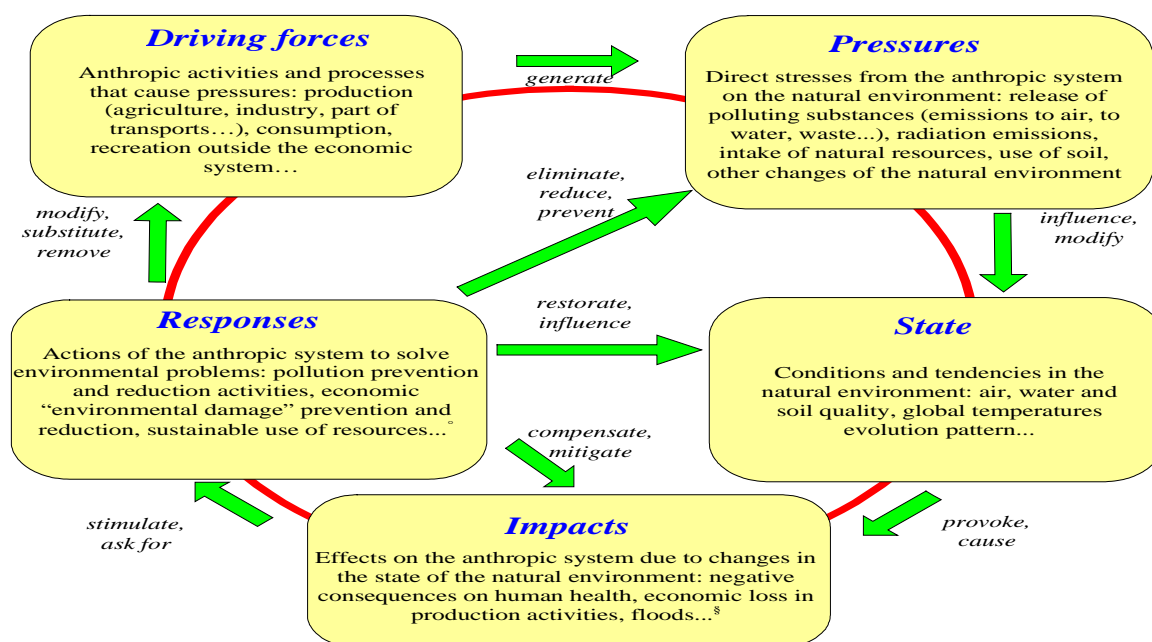 Driving forces
Anthropic activities and processes
that cause pressures: production
(agriculture, industry, part of
transports…), consumption,
recreation outside the economic
system…
generate
Pressures
Direct stresses from the anthropic system
on the natural environment: release of
polluting substances (emissions to air, to
water, waste...), radiation emissions,
intake of natural resources, use of soil,
other changes of the natural environment
modify,
substitute,
remove
eliminate,
reduce,
prevent
influence,
modify
Responses
Actions of the anthropic system to solve
environmental problems: pollution prevention
and reduction activities, economic
“environmental damage” prevention and
reduction, sustainable use of resources...°
restorate,
influence
State
Conditions and tendencies in the
natural environment: air, water and
soil quality, global temperatures
evolution pattern...
compensate,
mitigate
stimulate,
ask for
Impacts
Effects on the anthropic system due to changes in
the state of the natural environment: negative
consequences on human health, economic loss in
production activities, floods...§
provoke,
cause